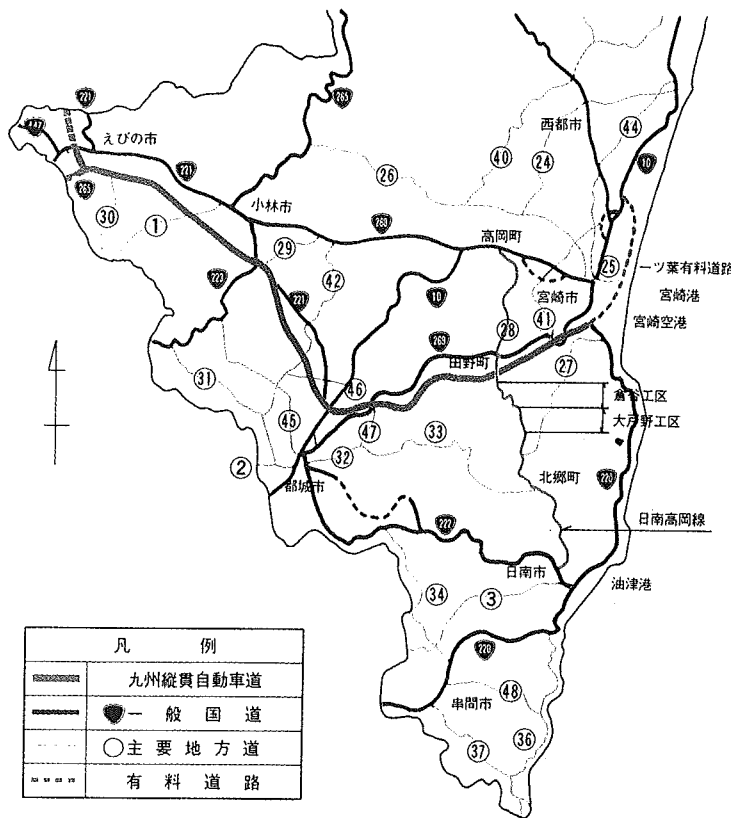 221
265
447
えびの市
西都市
44
40
24
10
221
26
268
30
1
小林市
268
高岡町
29
25
一ツ葉有料道路
42
宮崎市
宮崎港
223
221
10
28
41
宮崎空港
269
田野町
27
31
46
倉谷工区
大戸野工区
45
47
33
2
32
北郷町
220
都城市
222
日南高岡線
日南市
油津港
34
3
220
48
串間市
37
36
凡例
九州縦貫自動車道
一般国道
主要地方道
有料道路